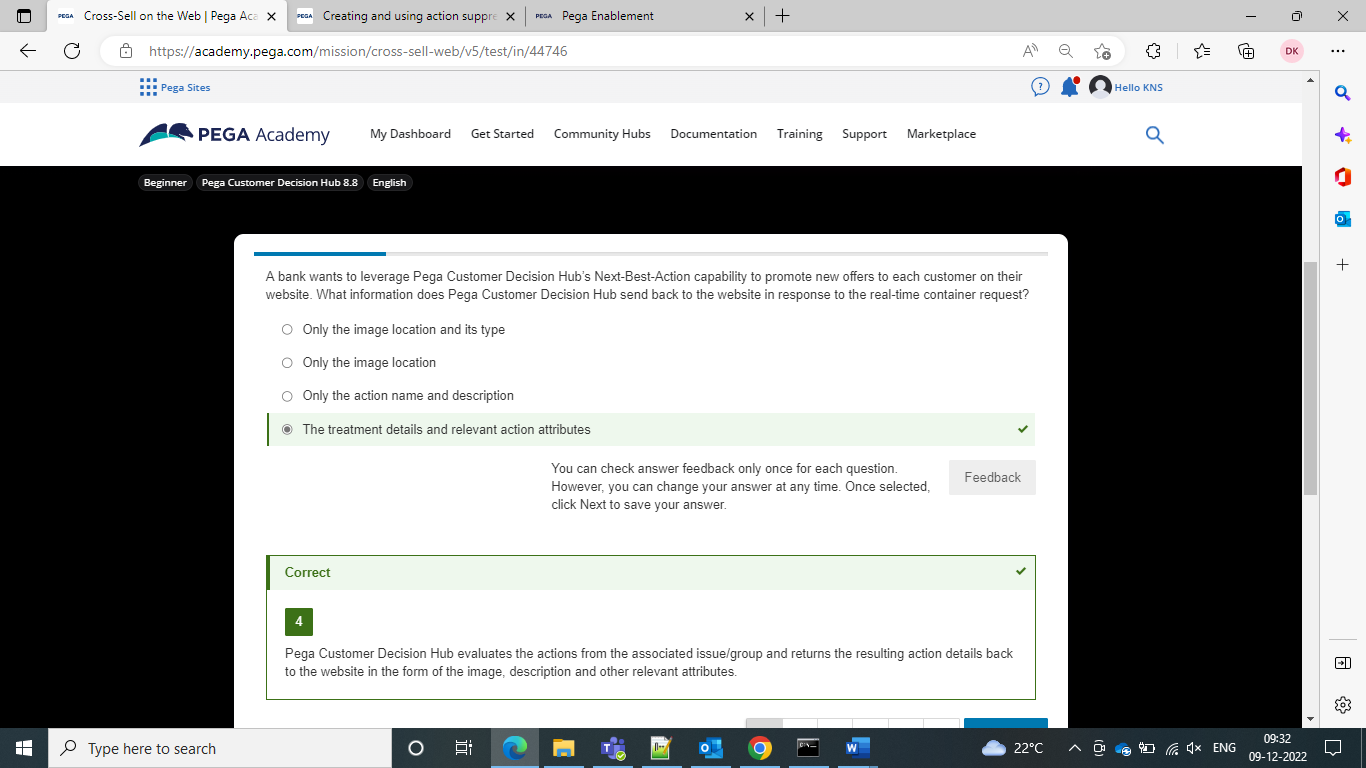 PEGA Cross-Sell on the Web | Pega Aca
PEGA Creating and using action suppre
PEGA Pega Enablement
https://academy.pega.com/mission/cross-sell-web/v5/test/in/44746
DK
Pega Sites
Hello KNS
PEGA Academy
My Dashboard Get Started Community Hubs Documentation Training Support Marketplace
Beginner Pega Customer Decision Hub 8.8 English
A bank wants to leverage Pega Customer Decision Hub's Next-Best-Action capability to promote new offers to each customer on their
website. What information does Pega Customer Decision Hub send back to the website in response to the real-time container request?
Only the image location and its type
Only the image location
Only the action name and description
The treatment details and relevant action attributes
You can check answer feedback only once for each question.
However, you can change your answer at any time. Once selected,
click Next to save your answer.
Feedback
Correct
4
Pega Customer Decision Hub evaluates the actions from the associated issue/group and returns the resulting action details back
to the website in the form of the image, description and other relevant attributes.
Type here to search
22°C
ENG
09:32
09-12-2022